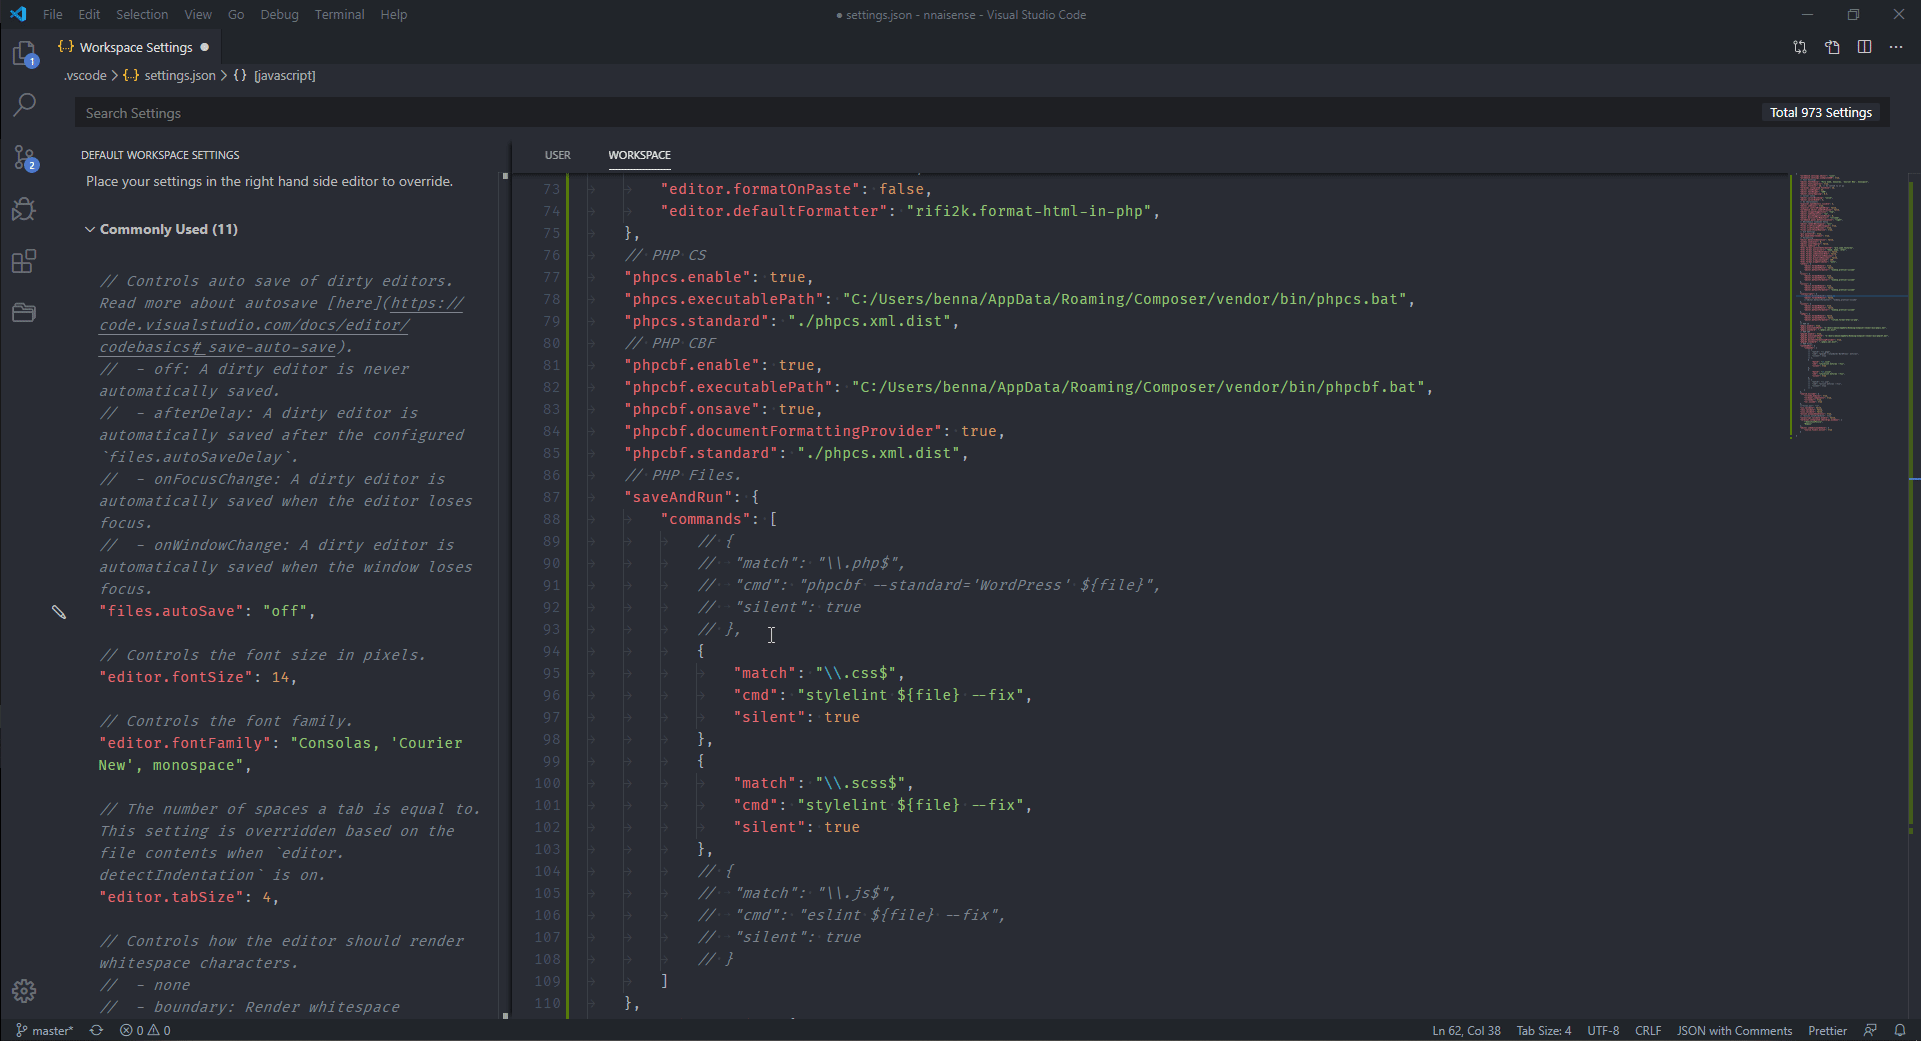 File Edit Selection View Go Debug Terminal Help
● settings.json - nnaisense - Visual Studio Code
{..} Workspace Settings ●
.vscode > {..} settings.json > {} [javascript]
Search Settings
Total 973 Settings
1
2
DEFAULT WORKSPACE SETTINGS
Place your settings in the right hand side editor to override.
Commonly Used (11)
// Controls auto save of dirty editors.
Read more about autosave [here](https://
code.visualstudio.com/docs/editor/
codebasics#_save-auto-save).
//  - off: A dirty editor is never
automatically saved.
//  - afterDelay: A dirty editor is
automatically saved after the configured
`files.autoSaveDelay`.
//  - onFocusChange: A dirty editor is
automatically saved when the editor loses
focus.
//  - onWindowChange: A dirty editor is
automatically saved when the window loses
focus.
"files.autoSave": "off",
// Controls the font size in pixels.
"editor.fontSize": 14,
// Controls the font family.
"editor.fontFamily": "Consolas, 'Courier
New', monospace",
// The number of spaces a tab is equal to.
This setting is overridden based on the
file contents when `editor.
detectIndentation` is on.
"editor.tabSize": 4,
// Controls how the editor should render
whitespace characters.
//  - none
//  - boundary: Render whitespace
USER WORKSPACE
73 "editor.formatOnPaste": false,
74 "editor.defaultFormatter": "rifi2k.format-html-in-php",
75 },
76 // PHP CS
77 "phpcs.enable": true,
78 "phpcs.executablePath": "C:/Users/benna/AppData/Roaming/Composer/vendor/bin/phpcs.bat",
79 "phpcs.standard": "./phpcs.xml.dist",
80 // PHP CBF
81 "phpcbf.enable": true,
82 "phpcbf.executablePath": "C:/Users/benna/AppData/Roaming/Composer/vendor/bin/phpcbf.bat",
83 "phpcbf.onsave": true,
84 "phpcbf.documentFormattingProvider": true,
85 "phpcbf.standard": "./phpcs.xml.dist",
86 // PHP Files.
87 "saveAndRun": {
88 "commands": [
89 // {
90 //  "match": "\\.php$",
91 //  "cmd": "phpcbf --standard='WordPress' ${file}",
92 //  "silent": true
93 // },
94 {
95 "match": "\\.css$",
96 "cmd": "stylelint ${file} --fix",
97 "silent": true
98 },
99 {
100 "match": "\\.scss$",
101 "cmd": "stylelint ${file} --fix",
102 "silent": true
103 },
104 // {
105 //  "match": "\\.js$",
106 //  "cmd": "eslint ${file} --fix",
107 //  "silent": true
108 // }
109 ]
110 },
master* 0 0 Ln 62, Col 38 Tab Size: 4 UTF-8 CRLF JSON with Comments Prettier